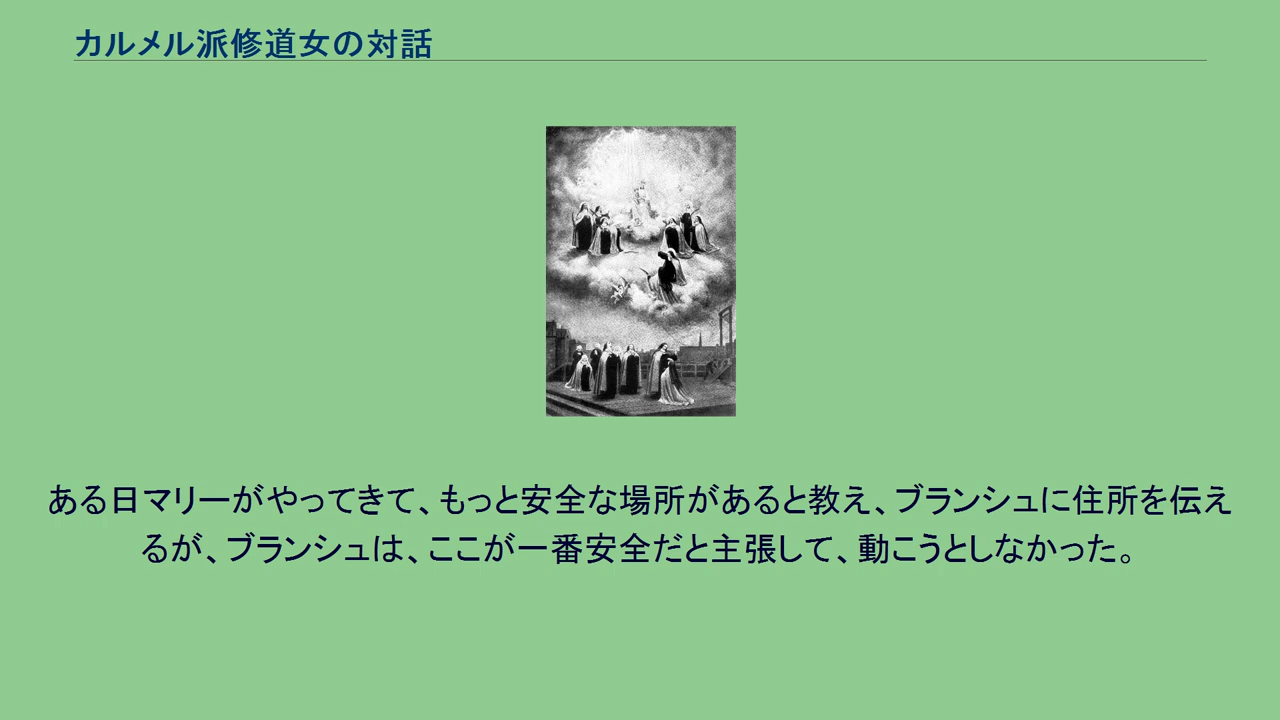 カルメル派修道女の対話
ある日マリーがやってきて、もっと安全な場所があると教え、ブランシュに住所を伝え
るが、ブランシュは、ここが一番安全だと主張して、動こうとしなかった。